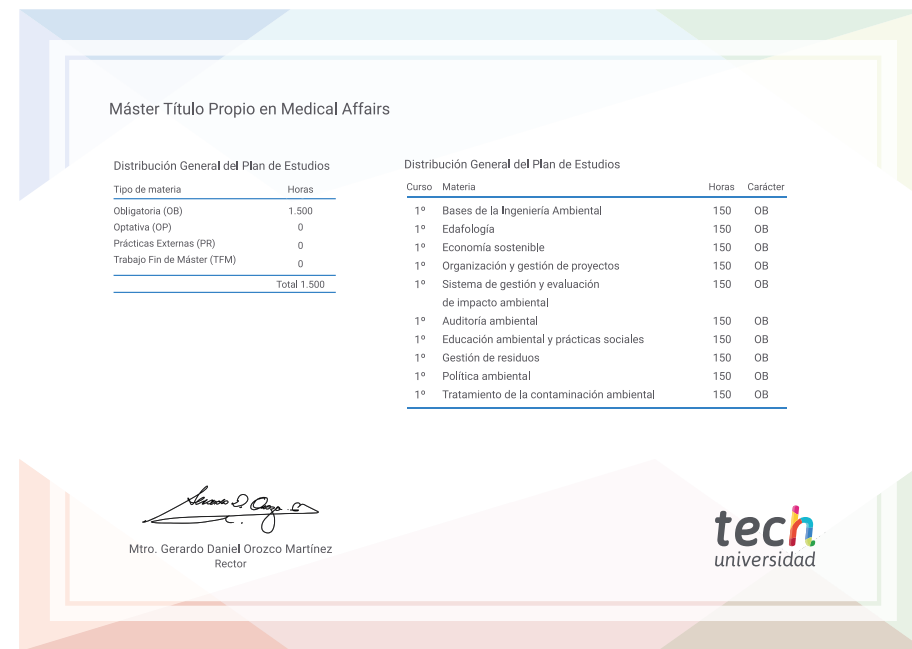 Máster Título Propio en Medical Affairs
Distribución General del Plan de Estudios
Tipo de materia Horas
Obligatoria (OB) 1.500
Optativa (OP) 0
Prácticas Externas (PR) 0
Trabajo Fin de Máster (TFM) 0
Total 1.500
Distribución General del Plan de Estudios
Curso Materia Horas Carácter
1º Bases de la Ingeniería Ambiental 150 OB
1º Edafología 150 OB
1º Economía sostenible 150 OB
1º Organización y gestión de proyectos 150 OB
1º Sistema de gestión y evaluación 150 OB
de impacto ambiental
1º Auditoría ambiental 150 OB
1º Educación ambiental y prácticas sociales 150 OB
1º Gestión de residuos 150 OB
1º Política ambiental 150 OB
1º Tratamiento de la contaminación ambiental 150 OB
Mtro. Gerardo Daniel Orozco Martínez
Rector
tech
universidad